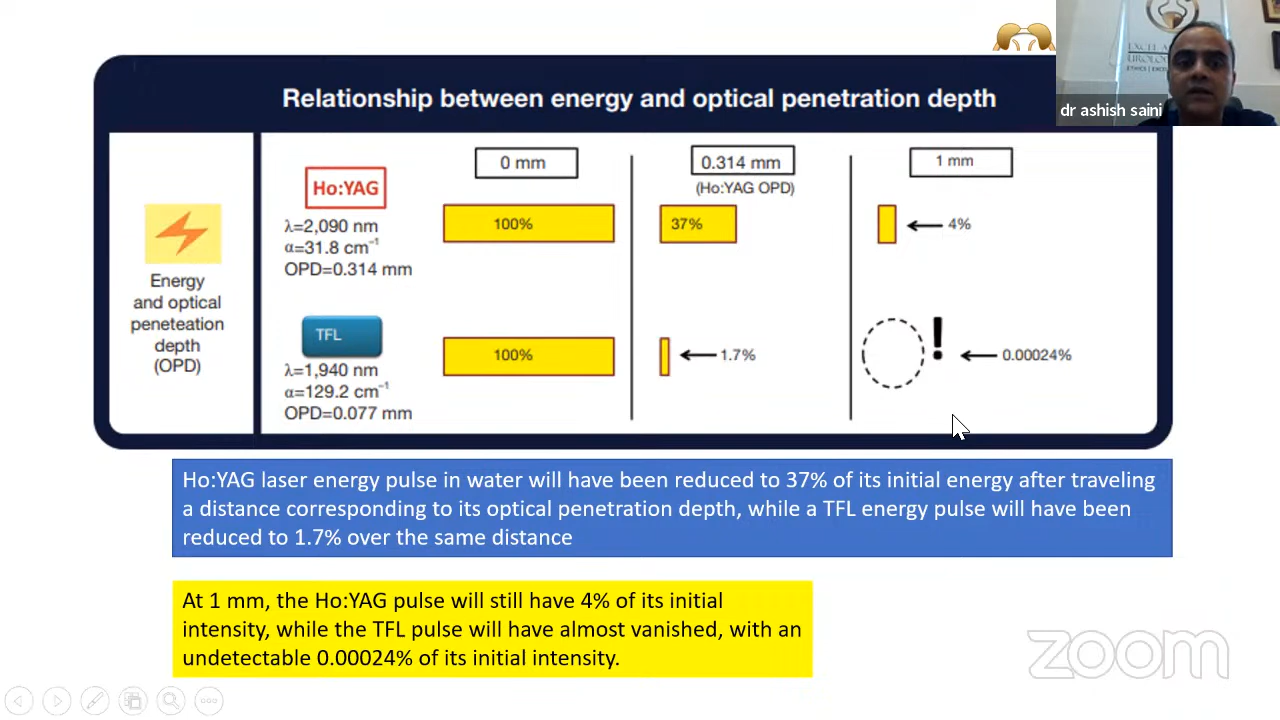 Relationship between energy and optical penetration depth
dr ashish saini
Energy
and optical
peneteation
depth
(OPD)
Ho:YAG
λ=2,090 nm
α=31.8 cm⁻¹
OPD=0.314 mm
0 mm
0.314 mm
(Ho:YAG OPD)
1 mm
100%
37%
4%
TFL
λ=1,940 nm
α=129.2 cm⁻¹
OPD=0.077 mm
100%
1.7%
!
0.00024%
Ho:YAG laser energy pulse in water will have been reduced to 37% of its initial energy after traveling
a distance corresponding to its optical penetration depth, while a TFL energy pulse will have been
reduced to 1.7% over the same distance
At 1 mm, the Ho:YAG pulse will still have 4% of its initial
intensity, while the TFL pulse will have almost vanished, with an
undetectable 0.00024% of its initial intensity.
zoom